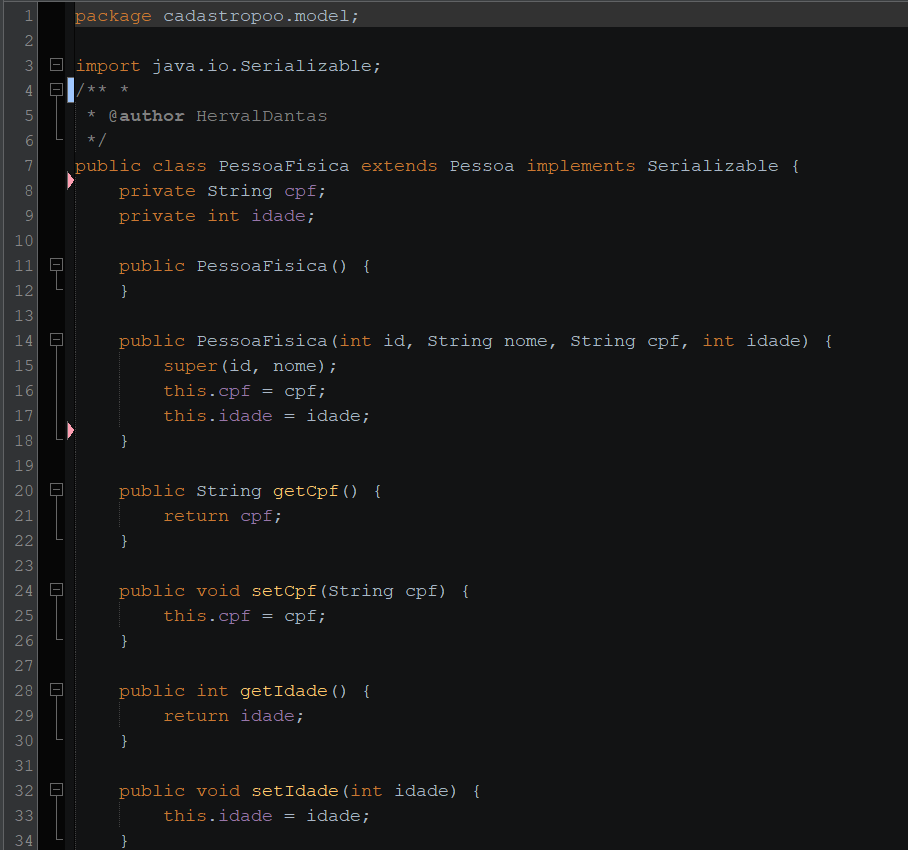 1 package cadastropoo.model;
2
3 import java.io.Serializable;
4 /** *
5  * @author HervalDantas
6  */
7 public class PessoaFisica extends Pessoa implements Serializable {
8     private String cpf;
9     private int idade;
10
11     public PessoaFisica() {
12     }
13
14     public PessoaFisica(int id, String nome, String cpf, int idade) {
15         super(id, nome);
16         this.cpf = cpf;
17         this.idade = idade;
18     }
19
20     public String getCpf() {
21         return cpf;
22     }
23
24     public void setCpf(String cpf) {
25         this.cpf = cpf;
26     }
27
28     public int getIdade() {
29         return idade;
30     }
31
32     public void setIdade(int idade) {
33         this.idade = idade;
34     }